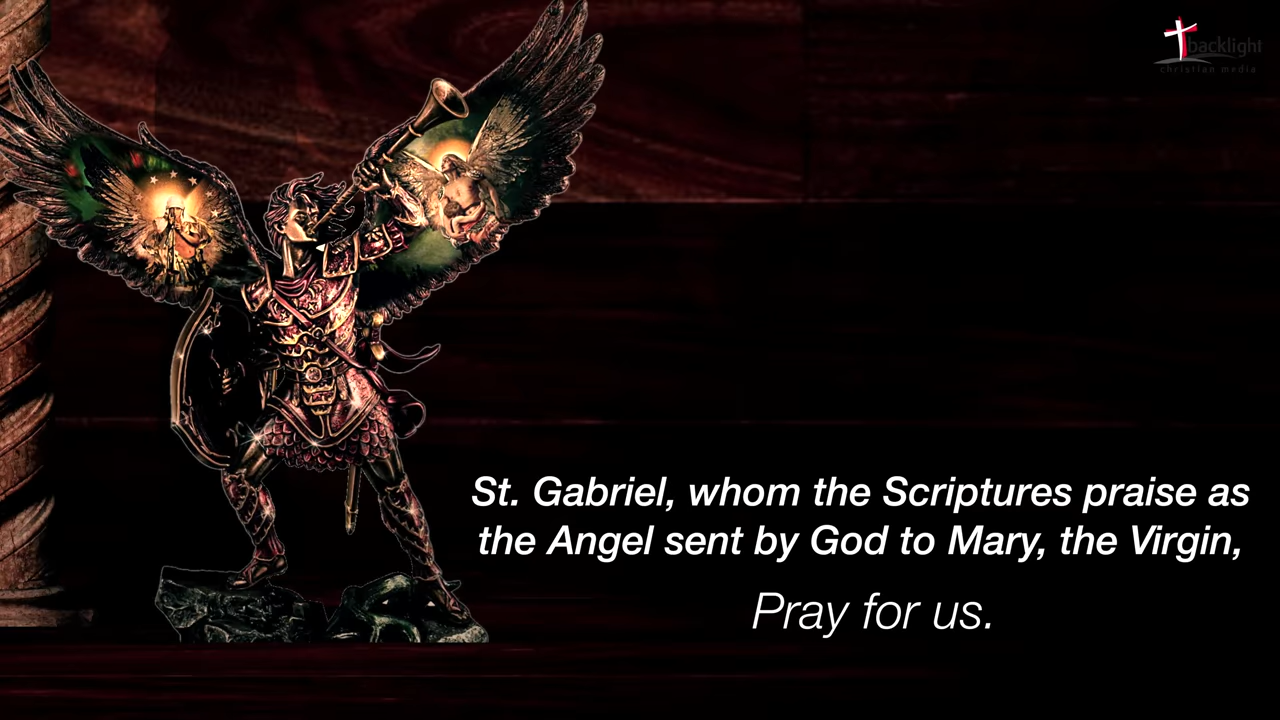 backlight
christian media
St. Gabriel, whom the Scriptures praise as
the Angel sent by God to Mary, the Virgin,
Pray for us.